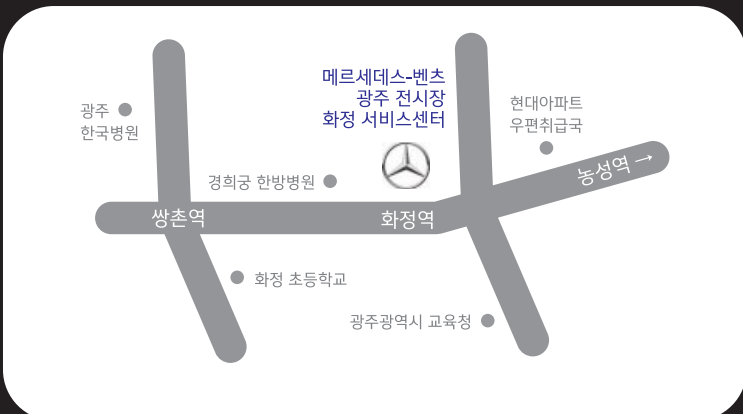 메르세데스-벤츠
광주 전시장
화정 서비스센터
광주
한국병원
현대아파트
우편취급국
경희궁 한방병원
농성역 →
쌍촌역
화정역
화정 초등학교
광주광역시 교육청